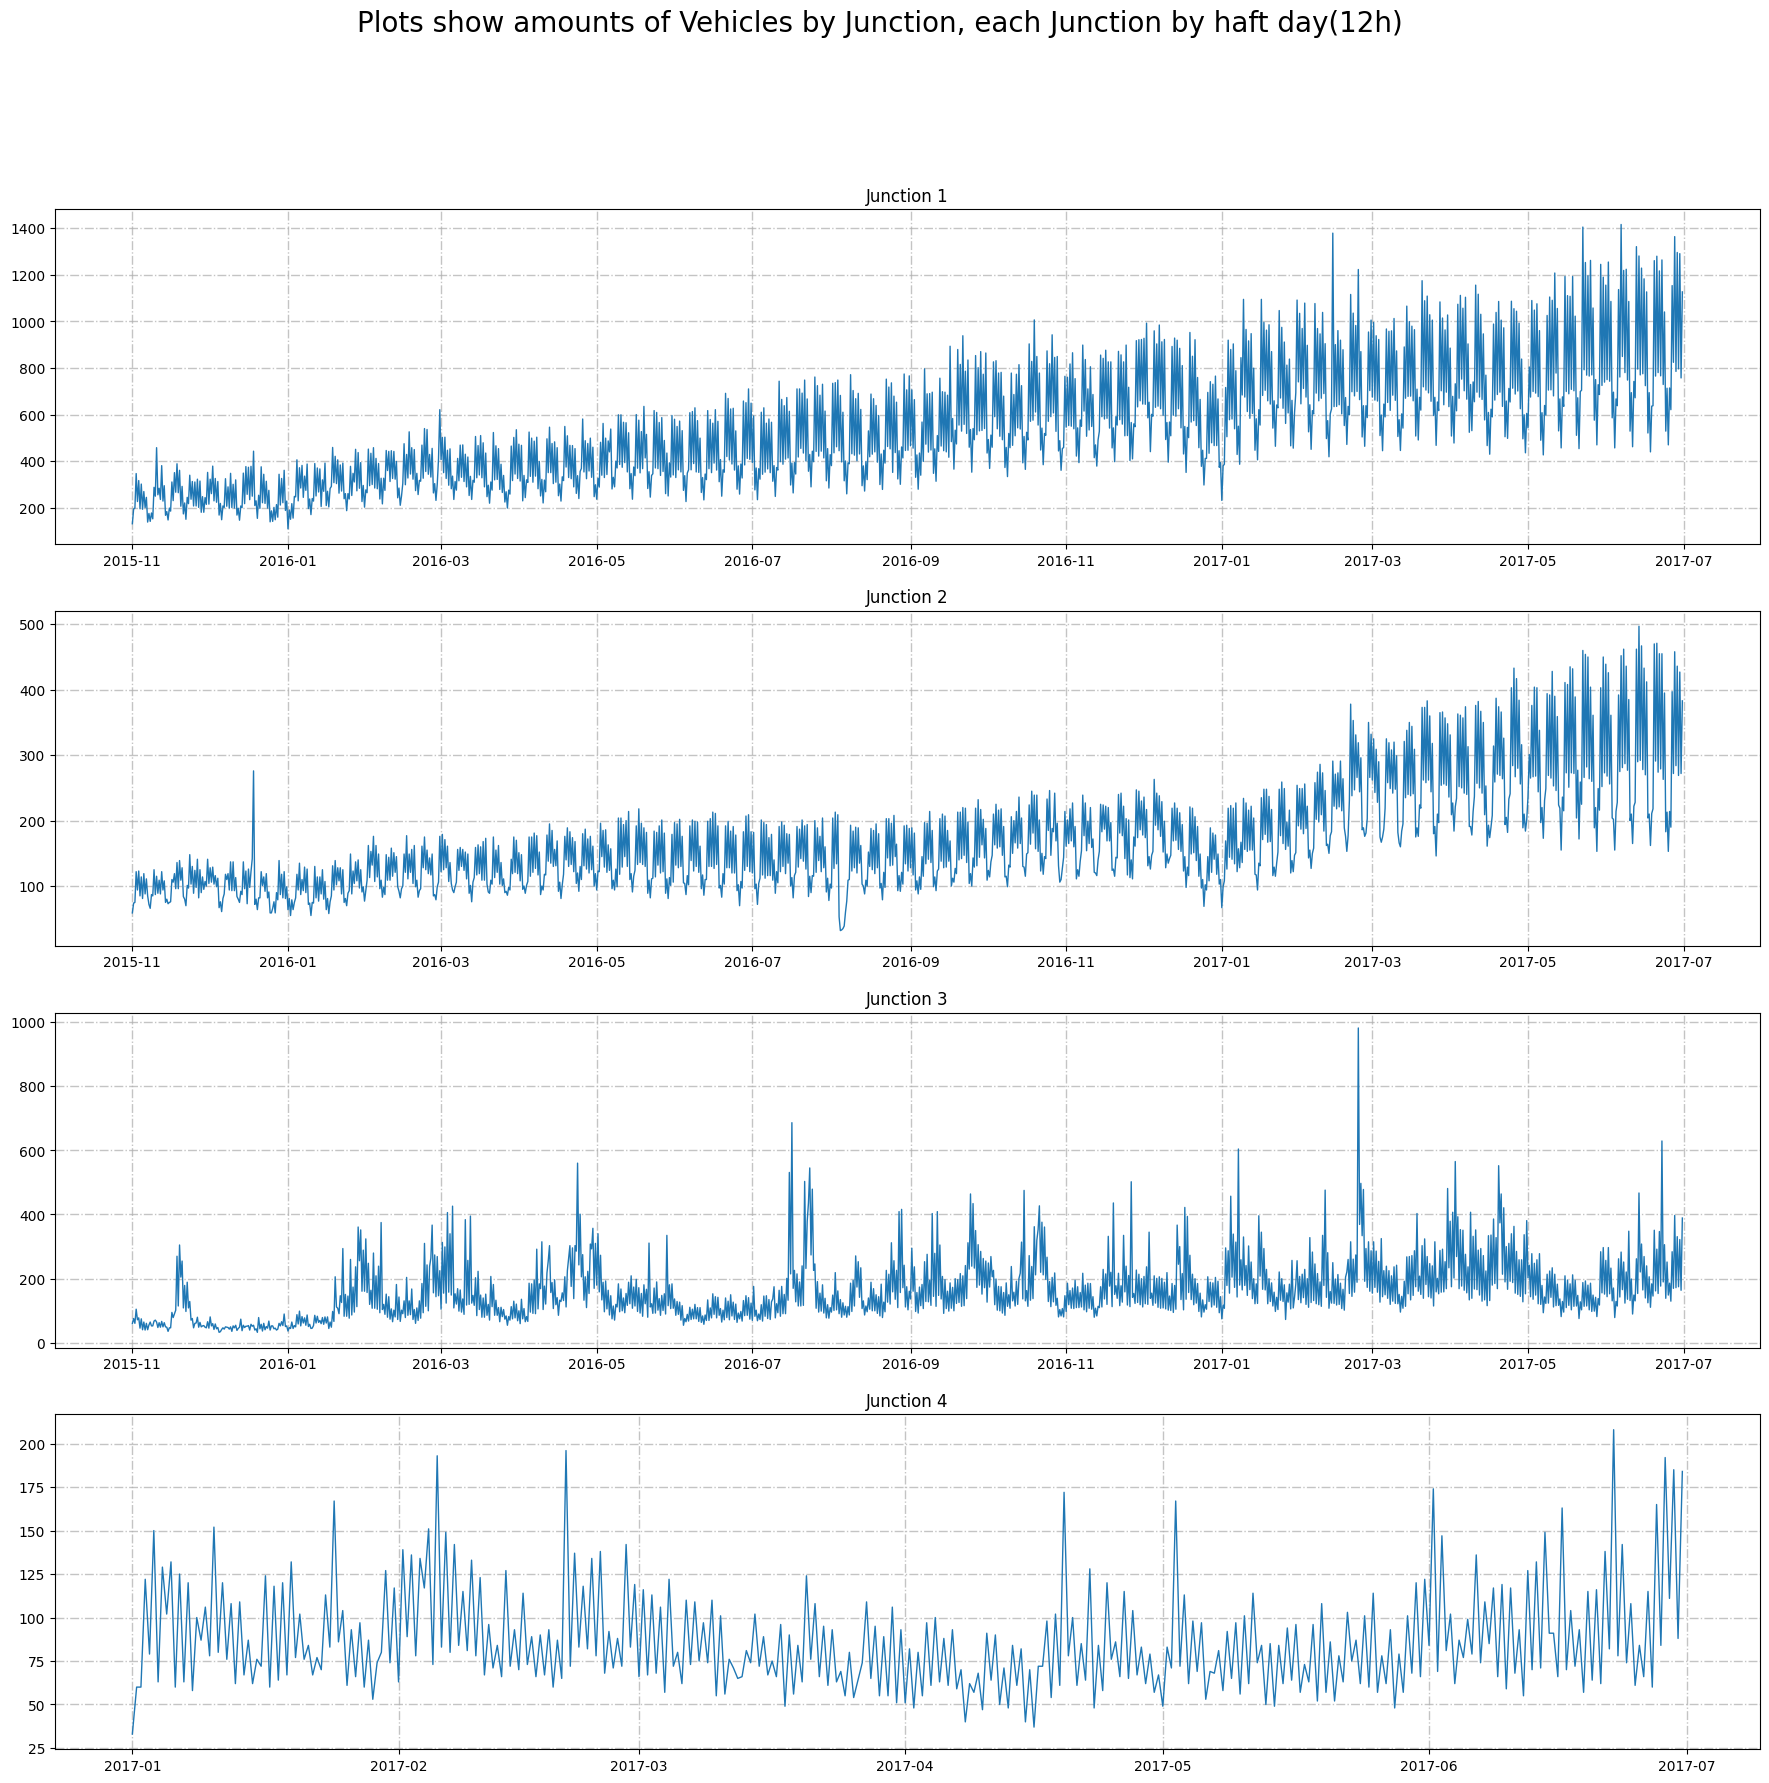 Plots show amounts of Vehicles by Junction, each Junction by haft day(12h)
Junction 1
1400
1200
1000
800
600
400
200
2015-11 2016-01 2016-03 2016-05 2016-07 2016-09 2016-11 2017-01 2017-03 2017-05 2017-07
Junction 2
500
400
300
200
100
2015-11 2016-01 2016-03 2016-05 2016-07 2016-09 2016-11 2017-01 2017-03 2017-05 2017-07
Junction 3
1000
800
600
400
200
0
2015-11 2016-01 2016-03 2016-05 2016-07 2016-09 2016-11 2017-01 2017-03 2017-05 2017-07
Junction 4
200
175
150
125
100
75
50
25
2017-01 2017-02 2017-03 2017-04 2017-05 2017-06 2017-07